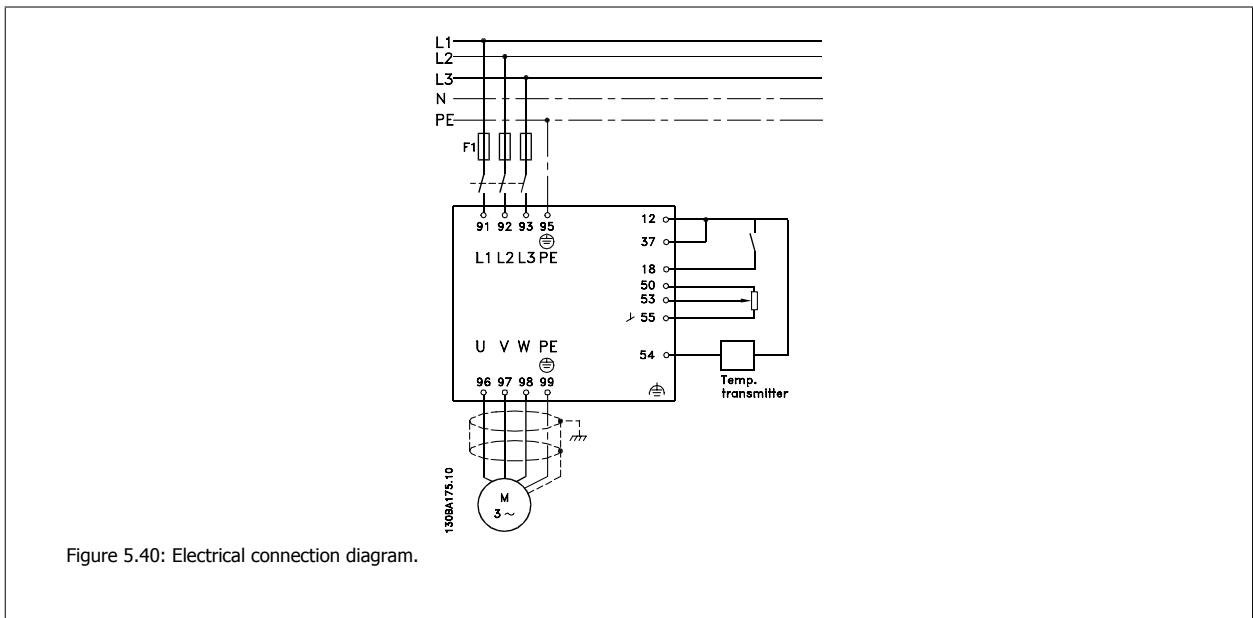 L1
L2
L3
N
PE
F1
91 92 93 95
L1 L2 L3 PE
12
37
18
50
53
55
54
U V W PE
96 97 98 99
Temp.
transmitter
M
3 ~
130BA175.10
Figure 5.40: Electrical connection diagram.